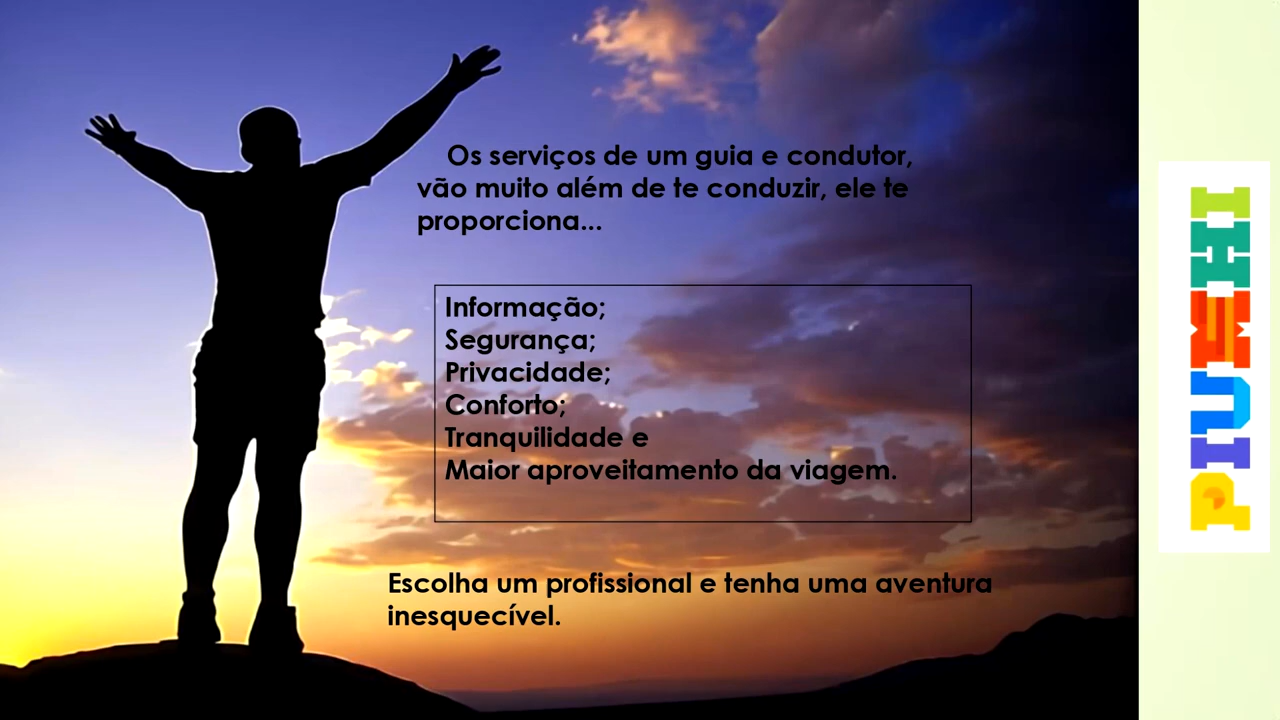 Os serviços de um guia e condutor,
vão muito além de te conduzir, ele te
proporciona...
Informação;
Segurança;
Privacidade;
Conforto;
Tranquilidade e
Maior aproveitamento da viagem.
Escolha um profissional e tenha uma aventura
inesquecível.
PIUMHI